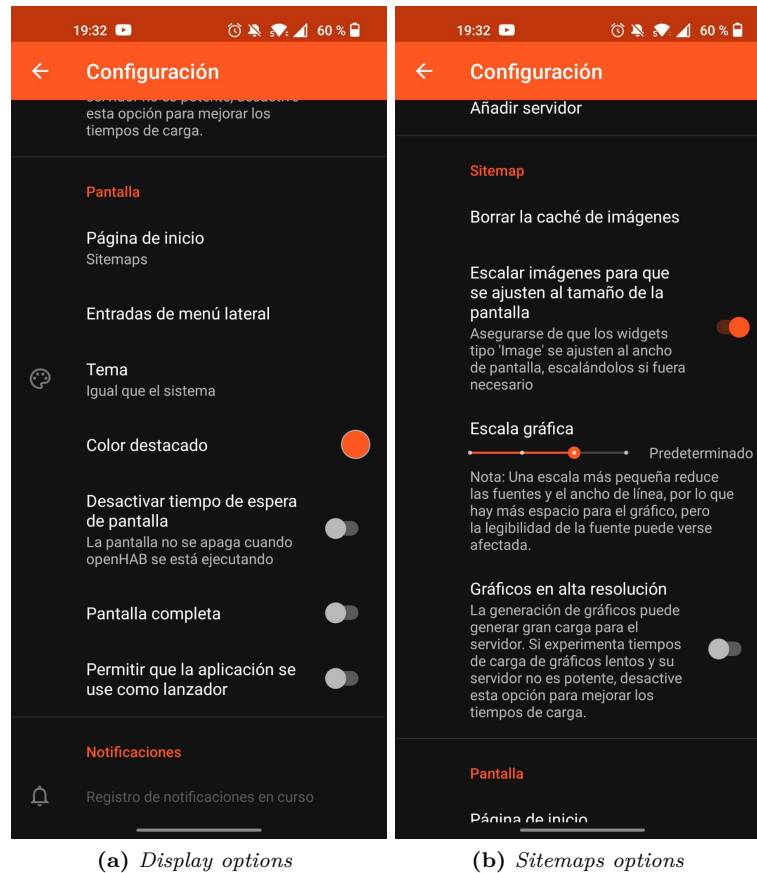 19:32
60 %
Configuración
esta opción para mejorar los
tiempos de carga.
Pantalla
Página de inicio
Sitemaps
Entradas de menú lateral
Tema
Igual que el sistema
Color destacado
Desactivar tiempo de espera
de pantalla
La pantalla no se apaga cuando
openHAB se está ejecutando
Pantalla completa
Permitir que la aplicación se
use como lanzador
Notificaciones
Registro de notificaciones en curso
(a) Display options
19:32
60 %
Configuración
Añadir servidor
Sitemap
Borrar la caché de imágenes
Escalar imágenes para que
se ajusten al tamaño de la
pantalla
Asegurarse de que los widgets
tipo 'Image' se ajusten al ancho
de pantalla, escalándolos si fuera
necesario
Escala gráfica
Predeterminado
Nota: Una escala más pequeña reduce
las fuentes y el ancho de línea, por lo que
hay más espacio para el gráfico, pero
la legibilidad de la fuente puede verse
afectada.
Gráficos en alta resolución
La generación de gráficos puede
generar gran carga para el
servidor. Si experimenta tiempos
de carga de gráficos lentos y su
servidor no es potente, desactive
esta opción para mejorar los
tiempos de carga.
Pantalla
Página de inicio
(b) Sitemaps options